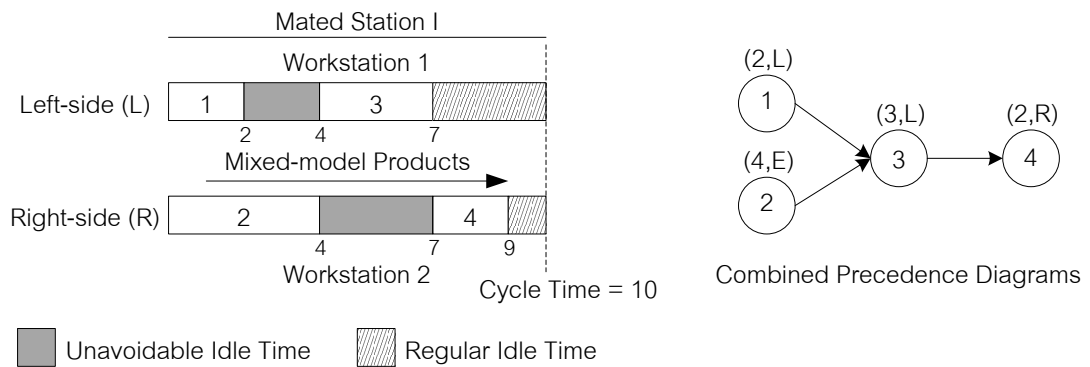 Mated Station I
Workstation 1
Left-side (L)
1
3
2
4
7
Mixed-model Products
Right-side (R)
2
4
4
7
9
Workstation 2
Cycle Time = 10
Unavoidable Idle Time
Regular Idle Time
(2,L)
1
(3,L)
(2,R)
3
4
(4,E)
2
Combined Precedence Diagrams